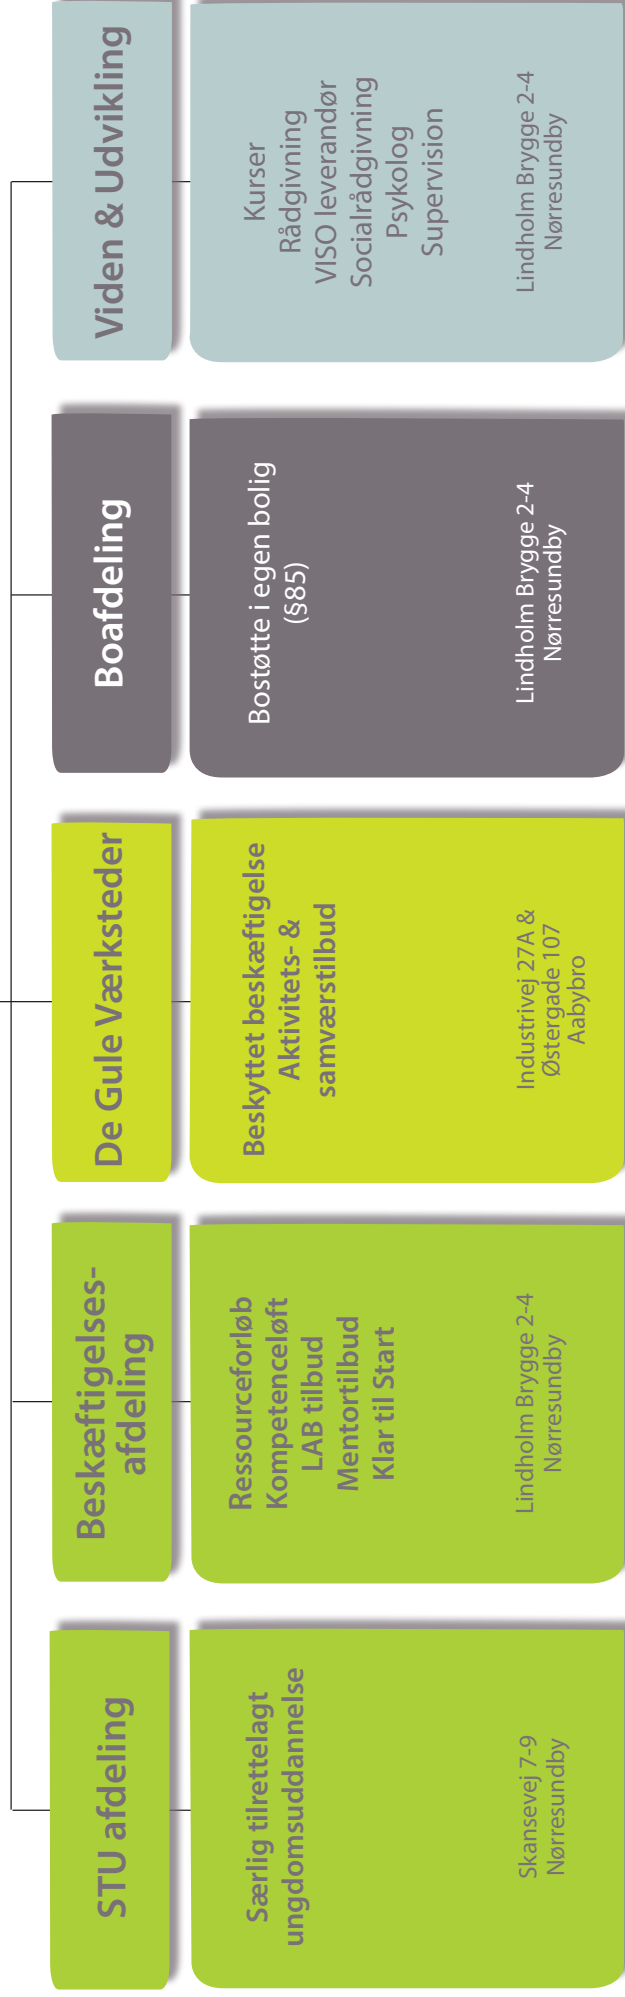 STU afdeling
Særlig tilrettelagt
ungdomsuddannelse
Skansevej 7-9
Nørresundby
Beskæftigelses-
afdeling
Ressourceforløb
Kompetenceløft
LAB tilbud
Mentortilbud
Klar til Start
Lindholm Brygge 2-4
Nørresundby
De Gule Værksteder
Beskyttet beskæftigelse
Aktivitets- &
samværstilbud
Industrivej 27A &
Østergade 107
Aabybro
Boafdeling
Bostøtte i egen bolig
(§85)
Lindholm Brygge 2-4
Nørresundby
Viden & Udvikling
Kurser
Rådgivning
VISO leverandør
Socialrådgivning
Psykolog
Supervision
Lindholm Brygge 2-4
Nørresundby